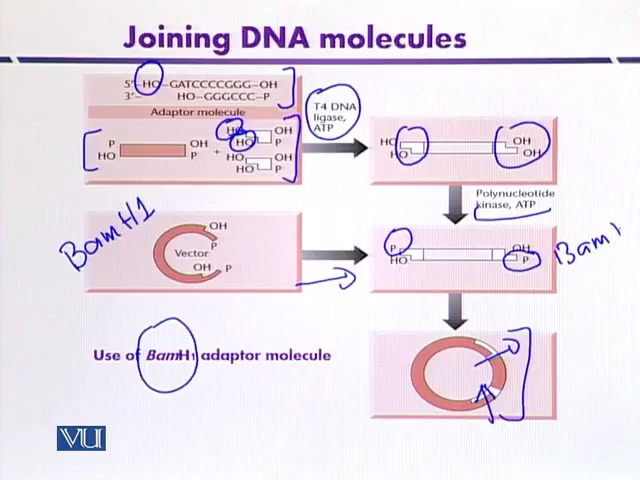 Joining DNA molecules
5'-HO-GATCCCCGGG-OH
3'- HO-GGGCCC-P
Adaptor molecule
T4 DNA
ligase,
ATP
P HO OH
HO P + HO P
HO OH
HO P
HO OH
HO OH
Polynucleotide
kinase, ATP
BamH1
OH
P
Vector
OH P
P OH
HO P
Bam
Use of BamH1 adaptor molecule
VU